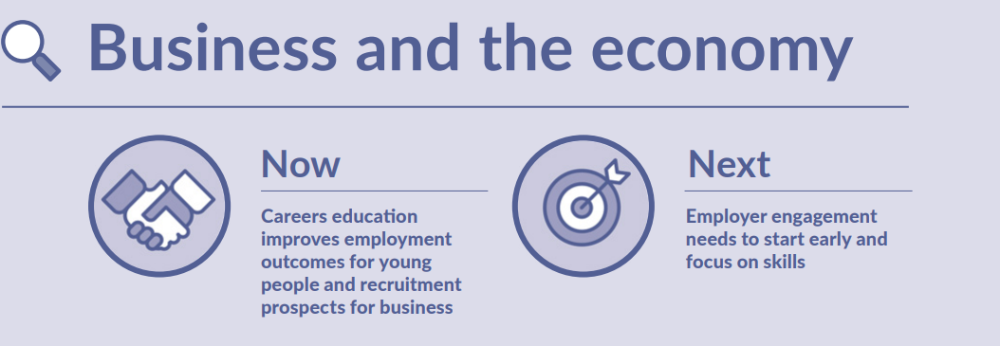 Business and the economy
Now
Careers education
improves employment
outcomes for young
people and recruitment
prospects for business
Next
Employer engagement
needs to start early and
focus on skills